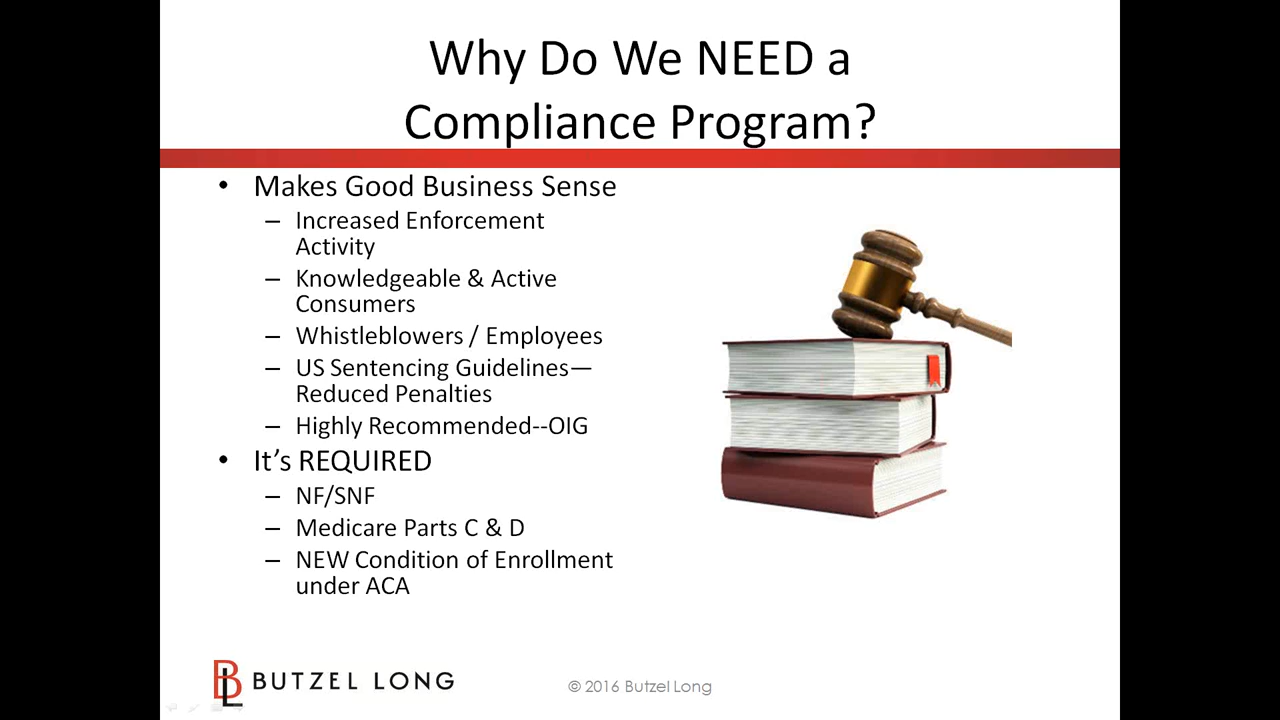 Why Do We NEED a
Compliance Program?
• Makes Good Business Sense
– Increased Enforcement
Activity
– Knowledgeable & Active
Consumers
– Whistleblowers / Employees
– US Sentencing Guidelines—
Reduced Penalties
– Highly Recommended--OIG
• It’s REQUIRED
– NF/SNF
– Medicare Parts C & D
– NEW Condition of Enrollment
under ACA
BL BUTZEL LONG
© 2016 Butzel Long